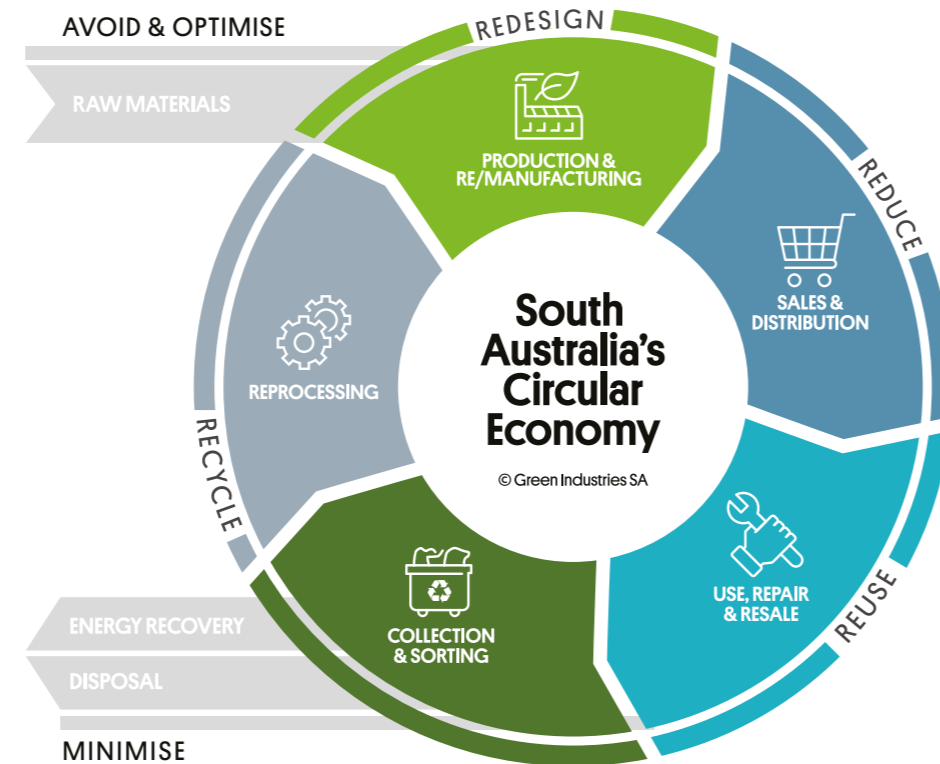 AVOID & OPTIMISE
RAW MATERIALS
REDESIGN
PRODUCTION &
RE/MANUFACTURING
REDUCE
SALES &
DISTRIBUTION
South
Australia's
Circular
Economy
© Green Industries SA
REPROCESSING
RECYCLE
USE, REPAIR
& RESALE
REUSE
COLLECTION
& SORTING
ENERGY RECOVERY
DISPOSAL
MINIMISE